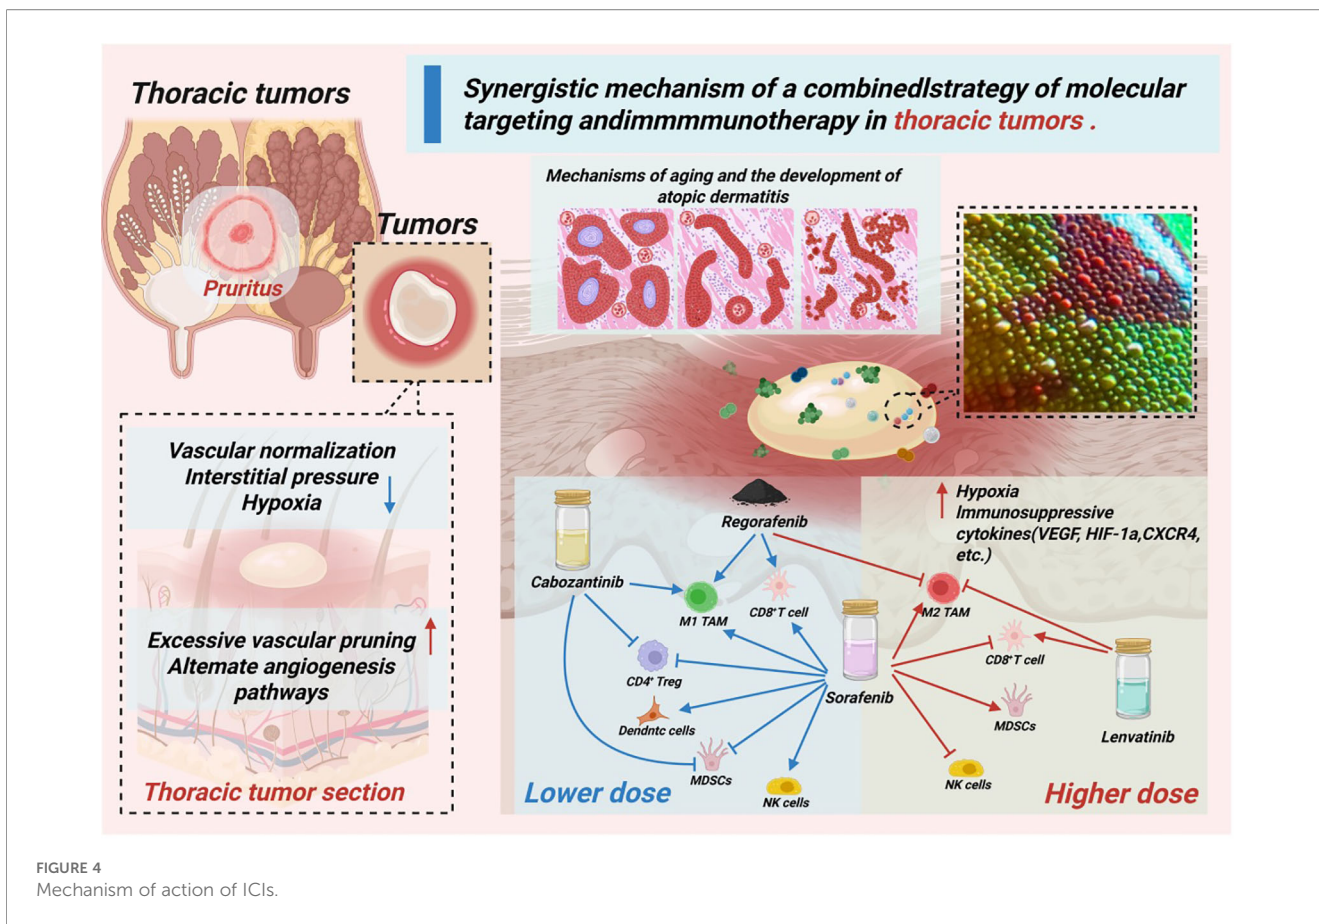 Thoracic tumors
Synergistic mechanism of a combinedlstrategy of molecular
targeting andimmmmunotherapy in thoracic tumors .
Pruritus
Tumors
Mechanisms of aging and the development of
atopic dermatitis
Vascular normalization
Interstitial pressure
Hypoxia
Excessive vascular pruning
Altemate angiogenesis
pathways
Thoracic tumor section
Cabozantinib
Regorafenib
M1 TAM
CD8⁺T cell
CD4⁺ Treg
Dendntc cells
MDSCs
NK cells
Sorafenib
Lower dose
Hypoxia
Immunosuppressive
cytokines(VEGF, HIF-1a,CXCR4,
etc.)
M2 TAM
CD8⁺T cell
MDSCs
NK cells
Lenvatinib
Higher dose
FIGURE 4
Mechanism of action of ICIs.